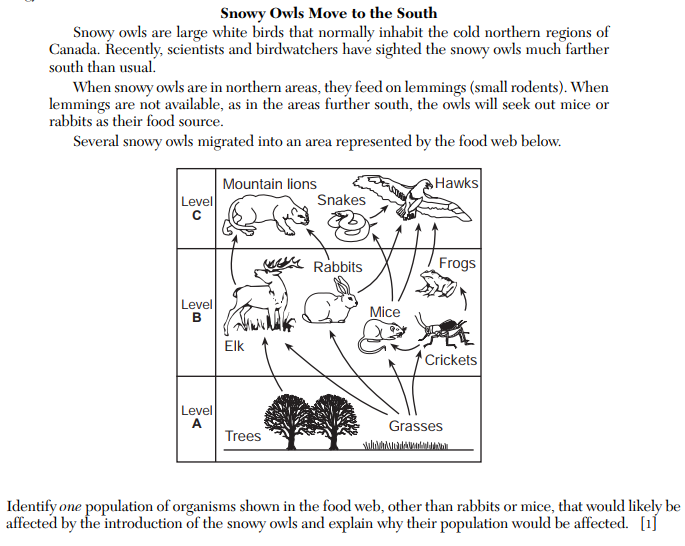 Snowy Owls Move to the South
Snowy owls are large white birds that normally inhabit the cold northern regions of
Canada. Recently, scientists and birdwatchers have sighted the snowy owls much farther
south than usual.
When snowy owls are in northern areas, they feed on lemmings (small rodents). When
lemmings are not available, as in the areas further south, the owls will seek out mice or
rabbits as their food source.
Several snowy owls migrated into an area represented by the food web below.
Mountain lions
Hawks
Level
C
Snakes
Rabbits
Frogs
Level
B
Mice
Elk
Crickets
Level
A
Trees
Grasses
Identify one population of organisms shown in the food web, other than rabbits or mice, that would likely be
affected by the introduction of the snowy owls and explain why their population would be affected. [1]